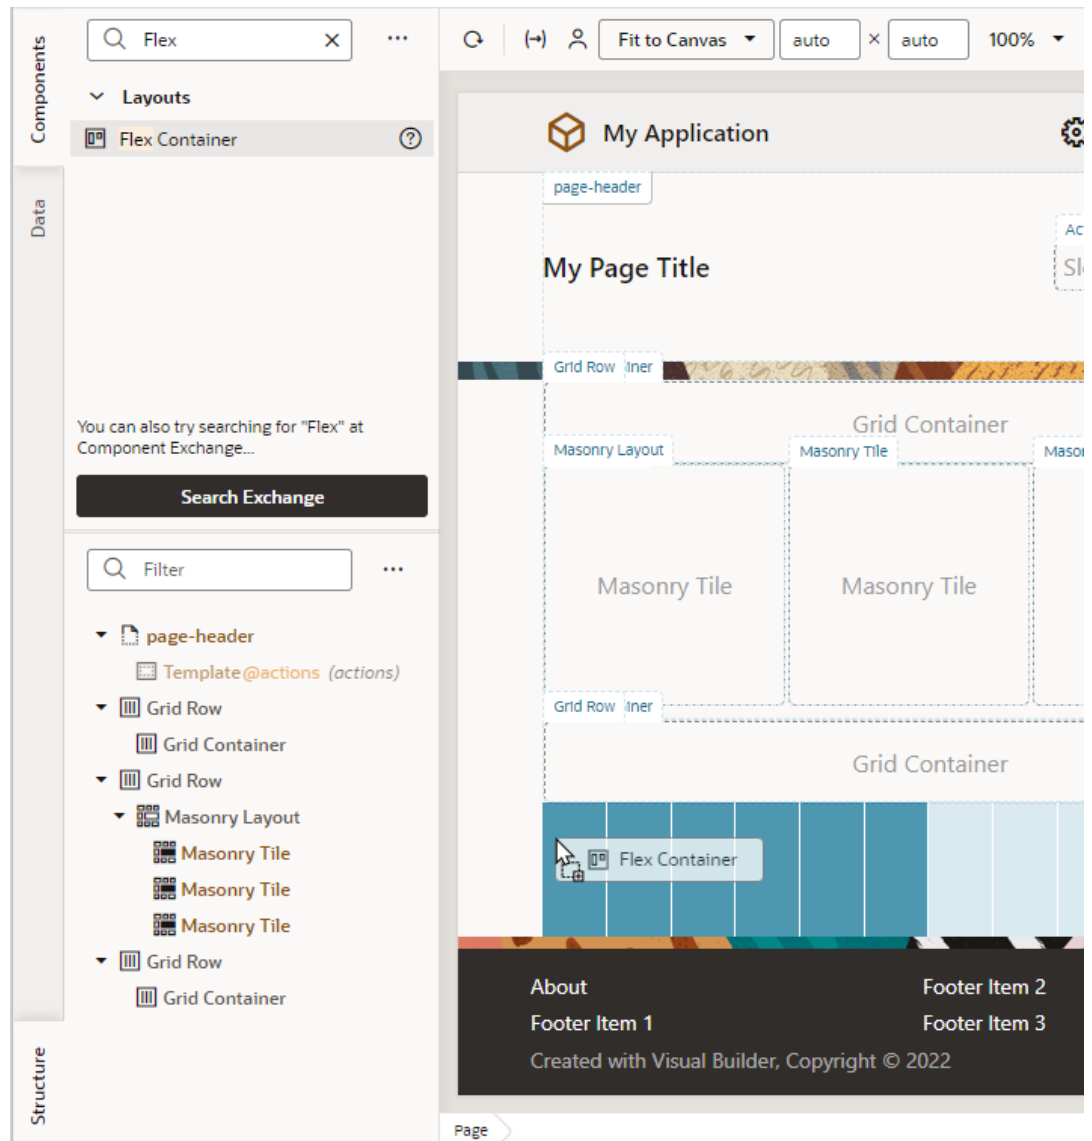 Components
Data
Structure
Flex
Layouts
Flex Container
You can also try searching for "Flex" at
Component Exchange...
Search Exchange
Filter
page-header
Template@actions (actions)
Grid Row
Grid Container
Grid Row
Masonry Layout
Masonry Tile
Masonry Tile
Masonry Tile
Grid Row
Grid Container
Fit to Canvas
auto × auto
100%
My Application
page-header
My Page Title
Grid Row
Grid Container
Masonry Layout
Masonry Tile
Masonry Tile
Masonry Tile
Grid Row
Grid Container
Flex Container
About
Footer Item 2
Footer Item 1
Footer Item 3
Created with Visual Builder, Copyright © 2022
Page